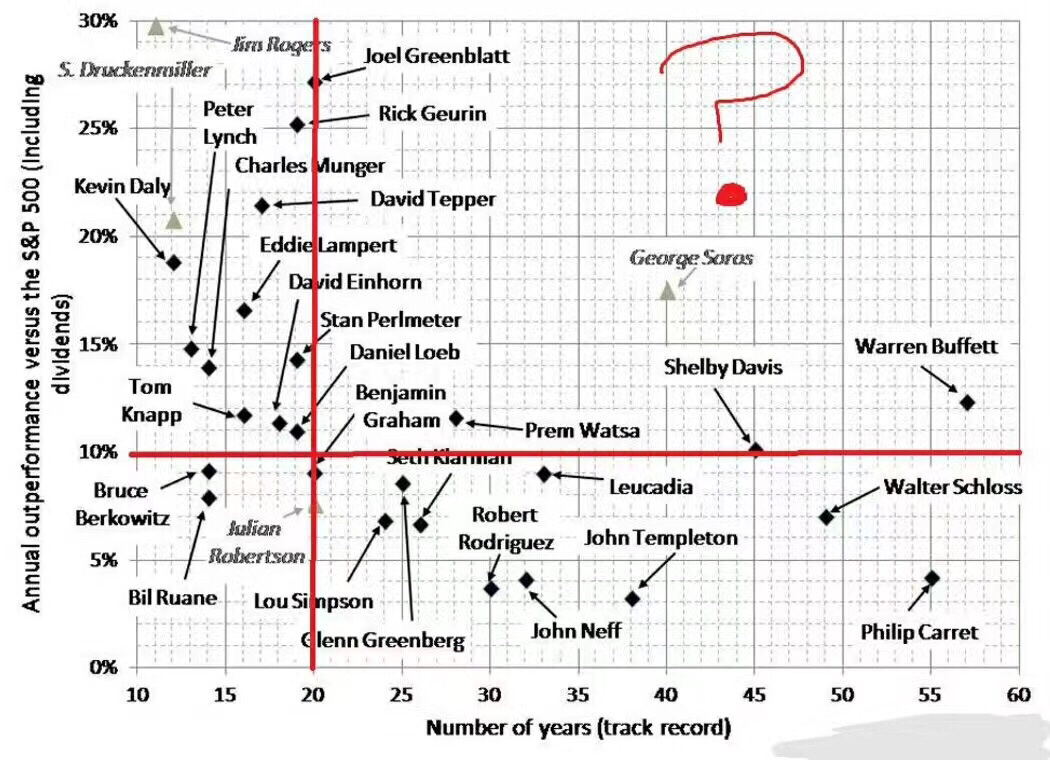 Annual outperformance versus the S&P 500 (Including
dividends)
30%
25%
20%
15%
10%
5%
0%
Jim Rogers
S. Druckenmiller
Joel Greenblatt
Peter
Lynch
Rick Geurin
Charles Munger
Kevin Daly
David Tepper
Eddie Lampert
George Soros
David Einhorn
Stan Perlmeter
Daniel Loeb
Warren Buffett
Shelby Davis
Tom
Knapp
Benjamin
Graham
Prem Watsa
Seth Klarman
Bruce
Berkowitz
Leucadia
Walter Schloss
Julian
Robertson
Robert
Rodriguez
John Templeton
Bil Ruane
Lou Simpson
Glenn Greenberg
John Neff
Philip Carret
10 15 20 25 30 35 40 45 50 55 60
Number of years (track record)
?